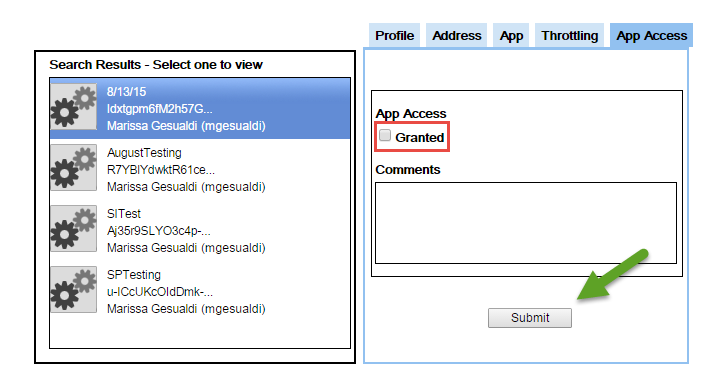 Profile Address App Throttling App Access
Search Results - Select one to view
8/13/15
Idxtgpm6fM2h57G...
Marissa Gesualdi (mgesualdi)
AugustTesting
R7YBlYdwktR61ce...
Marissa Gesualdi (mgesualdi)
SITest
Aj35r9SLYO3c4p-...
Marissa Gesualdi (mgesualdi)
SPTesting
u-ICcUKcOIdDmk-...
Marissa Gesualdi (mgesualdi)
App Access
Granted
Comments
Submit